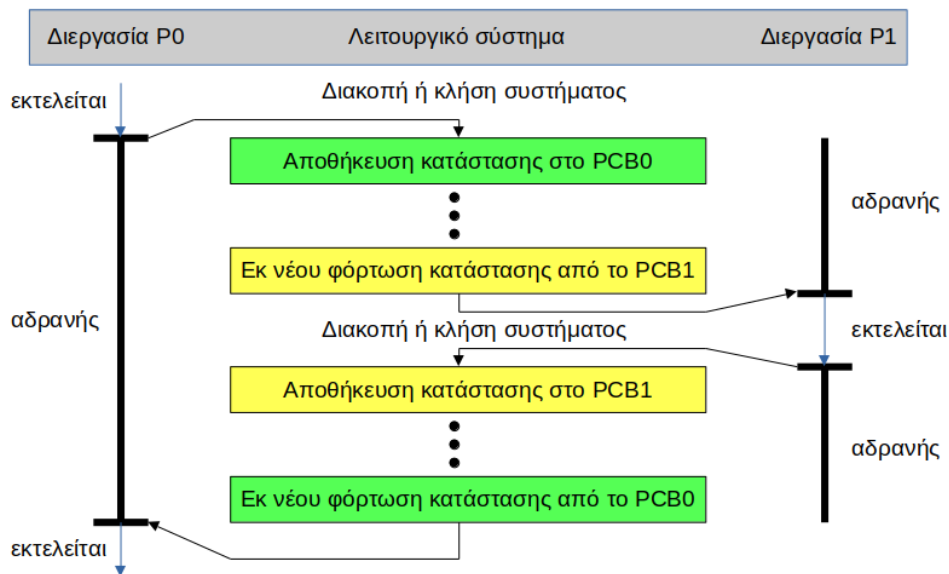 Διεργασία P0
Λειτουργικό σύστημα
Διεργασία P1
εκτελείται
Διακοπή ή κλήση συστήματος
Αποθήκευση κατάστασης στο PCB0
αδρανής
Εκ νέου φόρτωση κατάστασης από το PCB1
αδρανής
Διακοπή ή κλήση συστήματος
εκτελείται
Αποθήκευση κατάστασης στο PCB1
αδρανής
Εκ νέου φόρτωση κατάστασης από το PCB0
εκτελείται